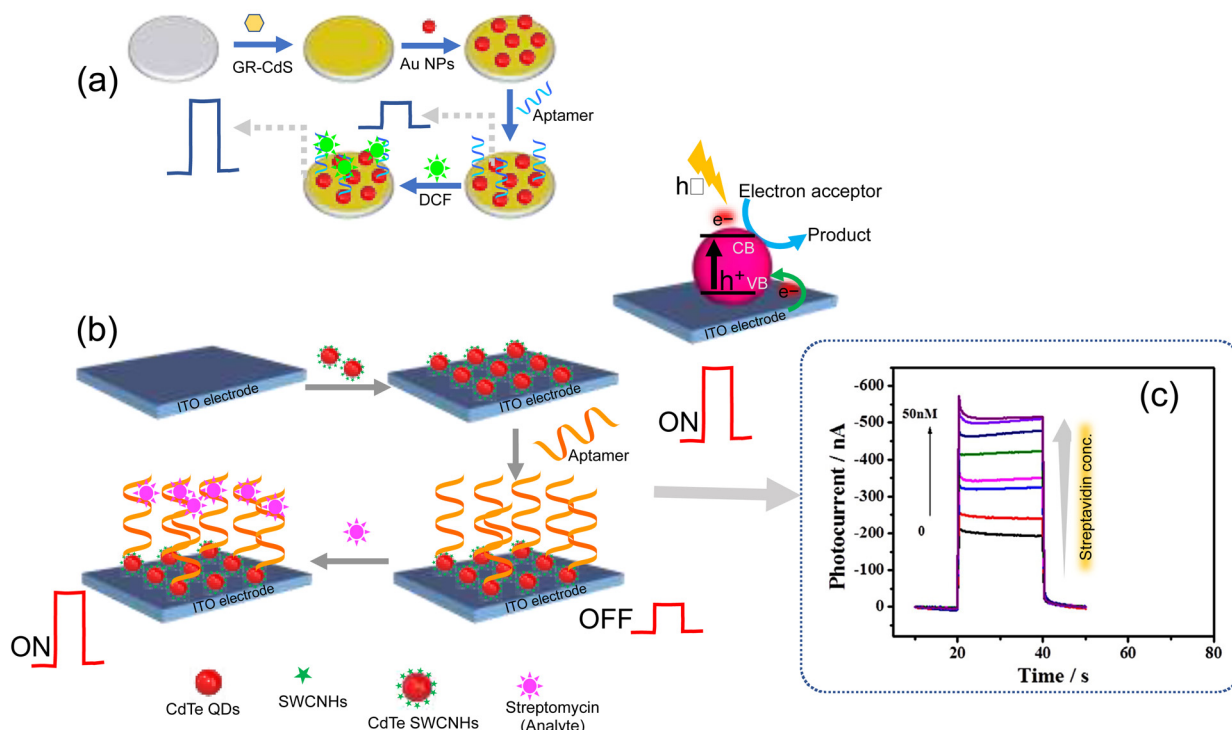 (a)
GR-CdS
Au NPs
Aptamer
DCF
h□
Electron acceptor
e−
Product
CB
h+
VB
e−
ITO electrode
(b)
ITO electrode
ITO electrode
ON
Aptamer
ITO electrode
ITO electrode
ON
OFF
CdTe QDs
SWCNHs
CdTe SWCNHs
Streptomycin
(Analyte)
(c)
Photocurrent / nA
-600
-500
-400
-300
-200
-100
0
50nM
0
Streptavidin conc.
20
40
60
80
Time / s